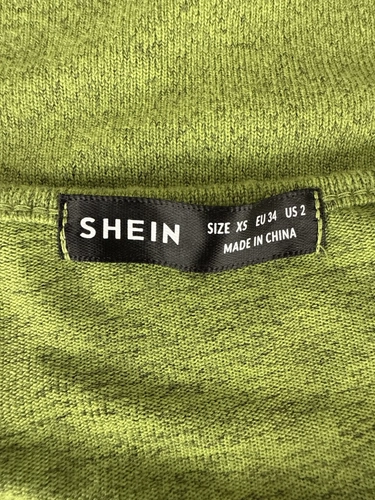 SHEIN
SIZE XS EU 34 US 2
MADE IN CHINA